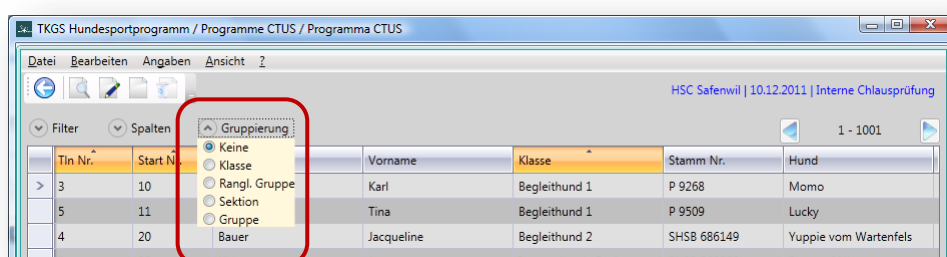 TKGS Hundesportprogramm / Programme CTUS / Programma CTUS
Datei Bearbeiten Angaben Ansicht ?
HSC Safenwil | 10.12.2011 | Interne Chlausprüfung
Filter Spalten Gruppierung 1 - 1001
Keine
Klasse
Rangl. Gruppe
Sektion
Gruppe
Tln Nr. Start Vorname Klasse Stamm Nr. Hund
> 3 10 Karl Begleithund 1 P 9268 Momo
5 11 Tina Begleithund 1 P 9509 Lucky
4 20 Bauer Jacqueline Begleithund 2 SHSB 686149 Yuppie vom Wartenfels